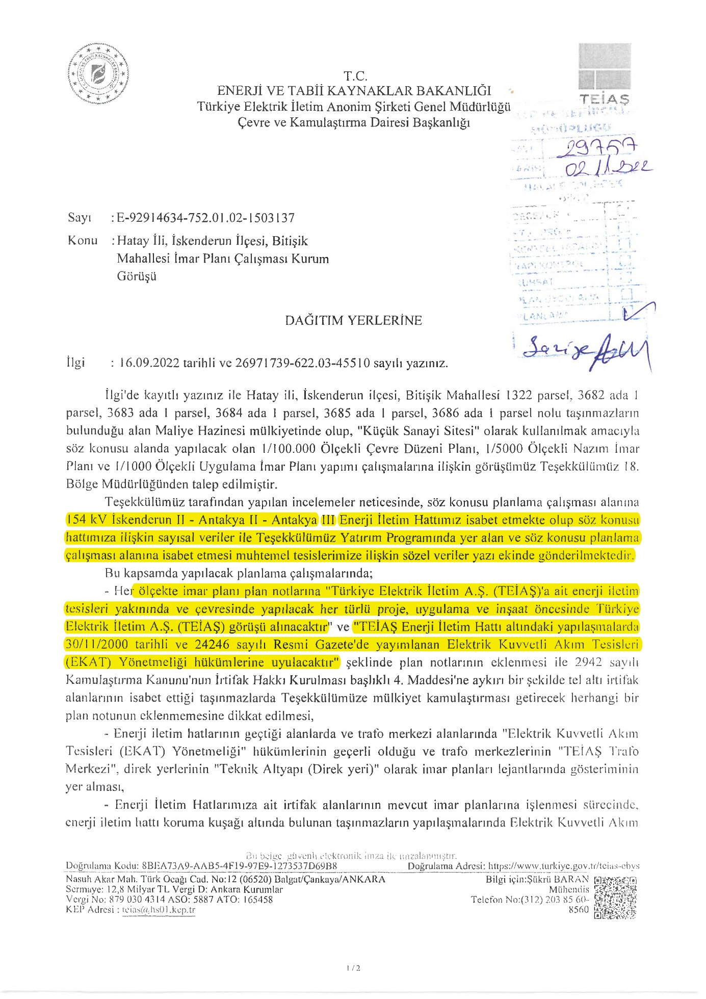 T.C.
ENERJİ VE TABİİ KAYNAKLAR BAKANLIĞI
Türkiye Elektrik İletim Anonim Şirketi Genel Müdürlüğü
Çevre ve Kamulaştırma Dairesi Başkanlığı
TEİAŞ
MÜDÜRLÜĞÜ
29757
02/11/2022
YAPI KONTROL
RUHSAT
PLANLAMA
Sayı : E-92914634-752.01.02-1503137
Konu : Hatay İli, İskenderun İlçesi, Bitişik
Mahallesi İmar Planı Çalışması Kurum
Görüşü
DAĞITIM YERLERİNE
İlgi : 16.09.2022 tarihli ve 26971739-622.03-45510 sayılı yazınız.
İlgi'de kayıtlı yazınız ile Hatay ili, İskenderun ilçesi, Bitişik Mahallesi 1322 parsel, 3682 ada 1
parsel, 3683 ada 1 parsel, 3684 ada 1 parsel, 3685 ada 1 parsel, 3686 ada 1 parsel nolu taşınmazların
bulunduğu alan Maliye Hazinesi mülkiyetinde olup, "Küçük Sanayi Sitesi" olarak kullanılmak amacıyla
söz konusu alanda yapılacak olan 1/100.000 Ölçekli Çevre Düzeni Planı, 1/5000 Ölçekli Nazım İmar
Planı ve 1/1000 Ölçekli Uygulama İmar Planı yapımı çalışmalarına ilişkin görüşümüz Teşekkülümüz 18.
Bölge Müdürlüğünden talep edilmiştir.
Teşekkülümüz tarafından yapılan incelemeler neticesinde, söz konusu planlama çalışması alanına
154 kV İskenderun II - Antakya II - Antakya III Enerji İletim Hattımız isabet etmekte olup söz konusu
hattımıza ilişkin sayısal veriler ile Teşekkülümüz Yatırım Programında yer alan ve söz konusu planlama
çalışması alanına isabet etmesi muhtemel tesislerimize ilişkin sözel veriler yazı ekinde gönderilmektedir.
Bu kapsamda yapılacak planlama çalışmalarında;
- Her ölçekte imar planı plan notlarına "Türkiye Elektrik İletim A.Ş. (TEİAŞ)'a ait enerji iletim
tesisleri yakınında ve çevresinde yapılacak her türlü proje, uygulama ve inşaat öncesinde Türkiye
Elektrik İletim A.Ş. (TEİAŞ) görüşü alınacaktır" ve "TEİAŞ Enerji İletim Hattı altındaki yapılaşmalarda
30/11/2000 tarihli ve 24246 sayılı Resmi Gazete'de yayımlanan Elektrik Kuvvetli Akım Tesisleri
(EKAT) Yönetmeliği hükümlerine uyulacaktır" şeklinde plan notlarının eklenmesi ile 2942 sayılı
Kamulaştırma Kanunu'nun İrtifak Hakkı Kurulması başlıklı 4. Maddesi'ne aykırı bir şekilde tel altı irtifak
alanlarının isabet ettiği taşınmazlarda Teşekkülümüze mülkiyet kamulaştırması getirecek herhangi bir
plan notunun eklenmemesine dikkat edilmesi,
- Enerji iletim hatlarının geçtiği alanlarda ve trafo merkezi alanlarında "Elektrik Kuvvetli Akım
Tesisleri (EKAT) Yönetmeliği" hükümlerinin geçerli olduğu ve trafo merkezlerinin "TEİAŞ Trafo
Merkezi", direk yerlerinin "Teknik Altyapı (Direk yeri)" olarak imar planları lejantlarında gösteriminin
yer alması,
- Enerji İletim Hatlarımıza ait irtifak alanlarının mevcut imar planlarına işlenmesi sürecinde,
enerji iletim hattı koruma kuşağı altında bulunan taşınmazların yapılaşmalarında Elektrik Kuvvetli Akım
Bu belge, güvenli elektronik imza ile imzalanmıştır.
Doğrulama Kodu: 8BEA73A9-AAB5-4F19-97E9-1273537D69B8 Doğrulama Adresi: https://www.turkiye.gov.tr/teias-ebys
Nasuh Akar Mah. Türk Ocağı Cad. No:12 (06520) Balgat/Çankaya/ANKARA Bilgi için:Şükrü BARAN
Sermaye: 12,8 Milyar TL Vergi D: Ankara Kurumlar Mühendis
Vergi No: 879 030 4314 ASO: 5887 ATO: 165458 Telefon No:(312) 203 85 60-
KEP Adresi : teias@hs01.kep.tr 8560
1 / 2